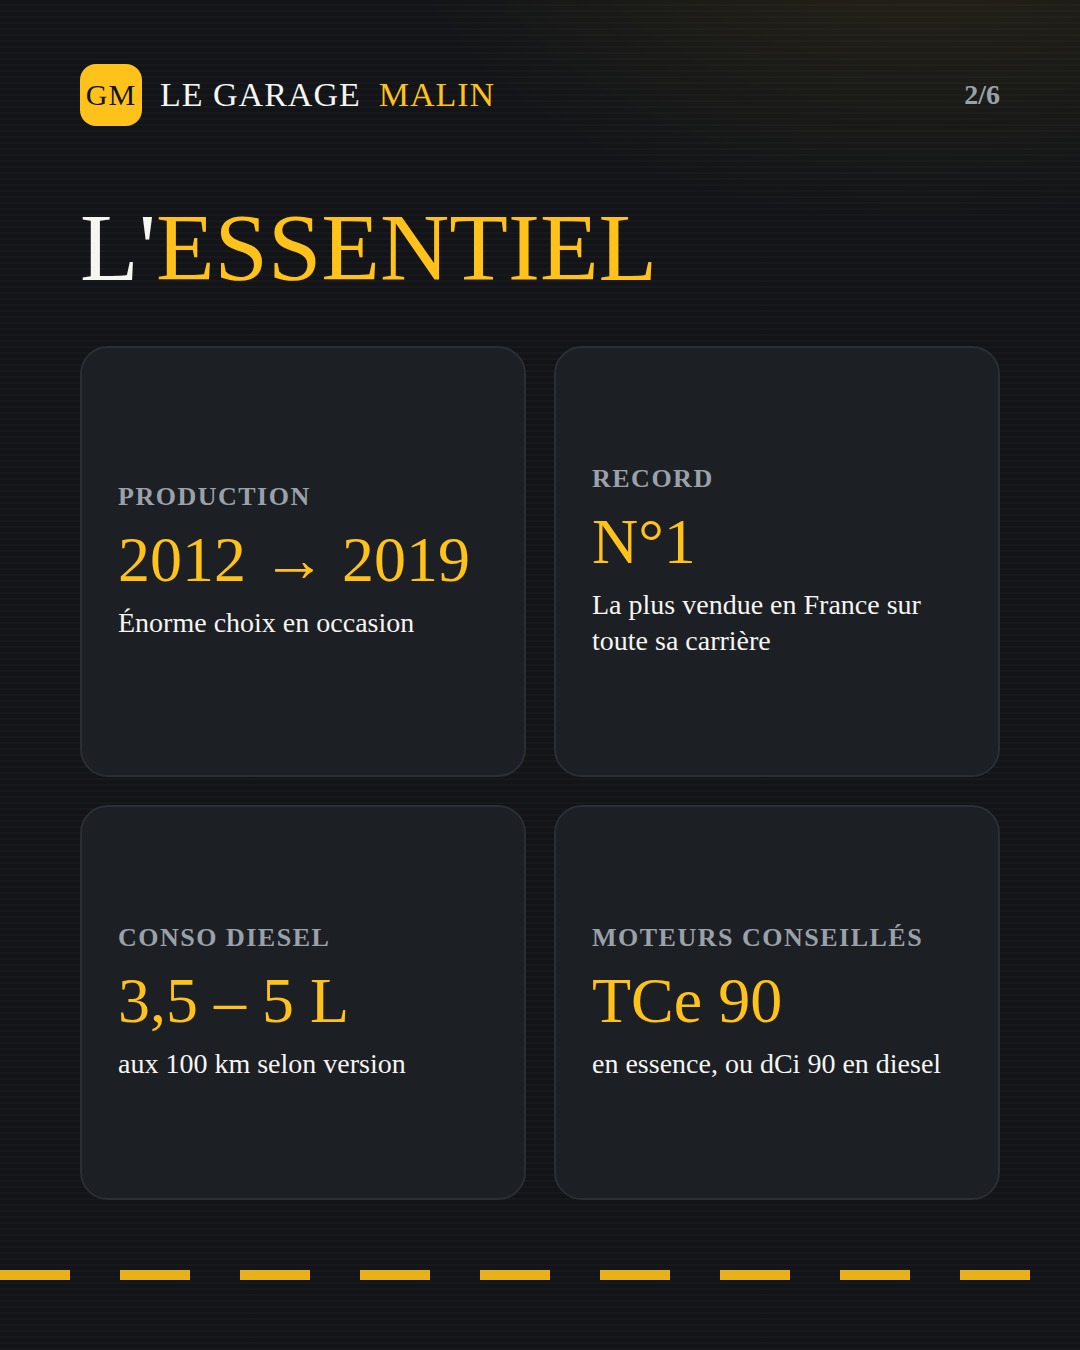 GM LE GARAGE MALIN
2/6
L'ESSENTIEL
PRODUCTION
2012 → 2019
Énorme choix en occasion
RECORD
N°1
La plus vendue en France sur
toute sa carrière
CONSO DIESEL
3,5 – 5 L
aux 100 km selon version
MOTEURS CONSEILLÉS
TCe 90
en essence, ou dCi 90 en diesel